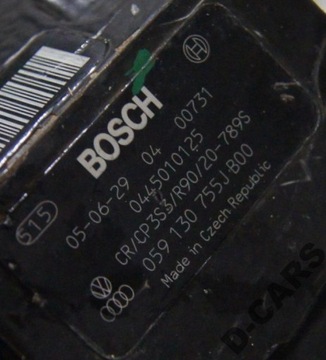 BOSCH
515
05-06-29 04 00731
0445010125
CR/CP3S3/R90/20-789S
059 130 755J B00
Made in Czech Republic
D-CARS